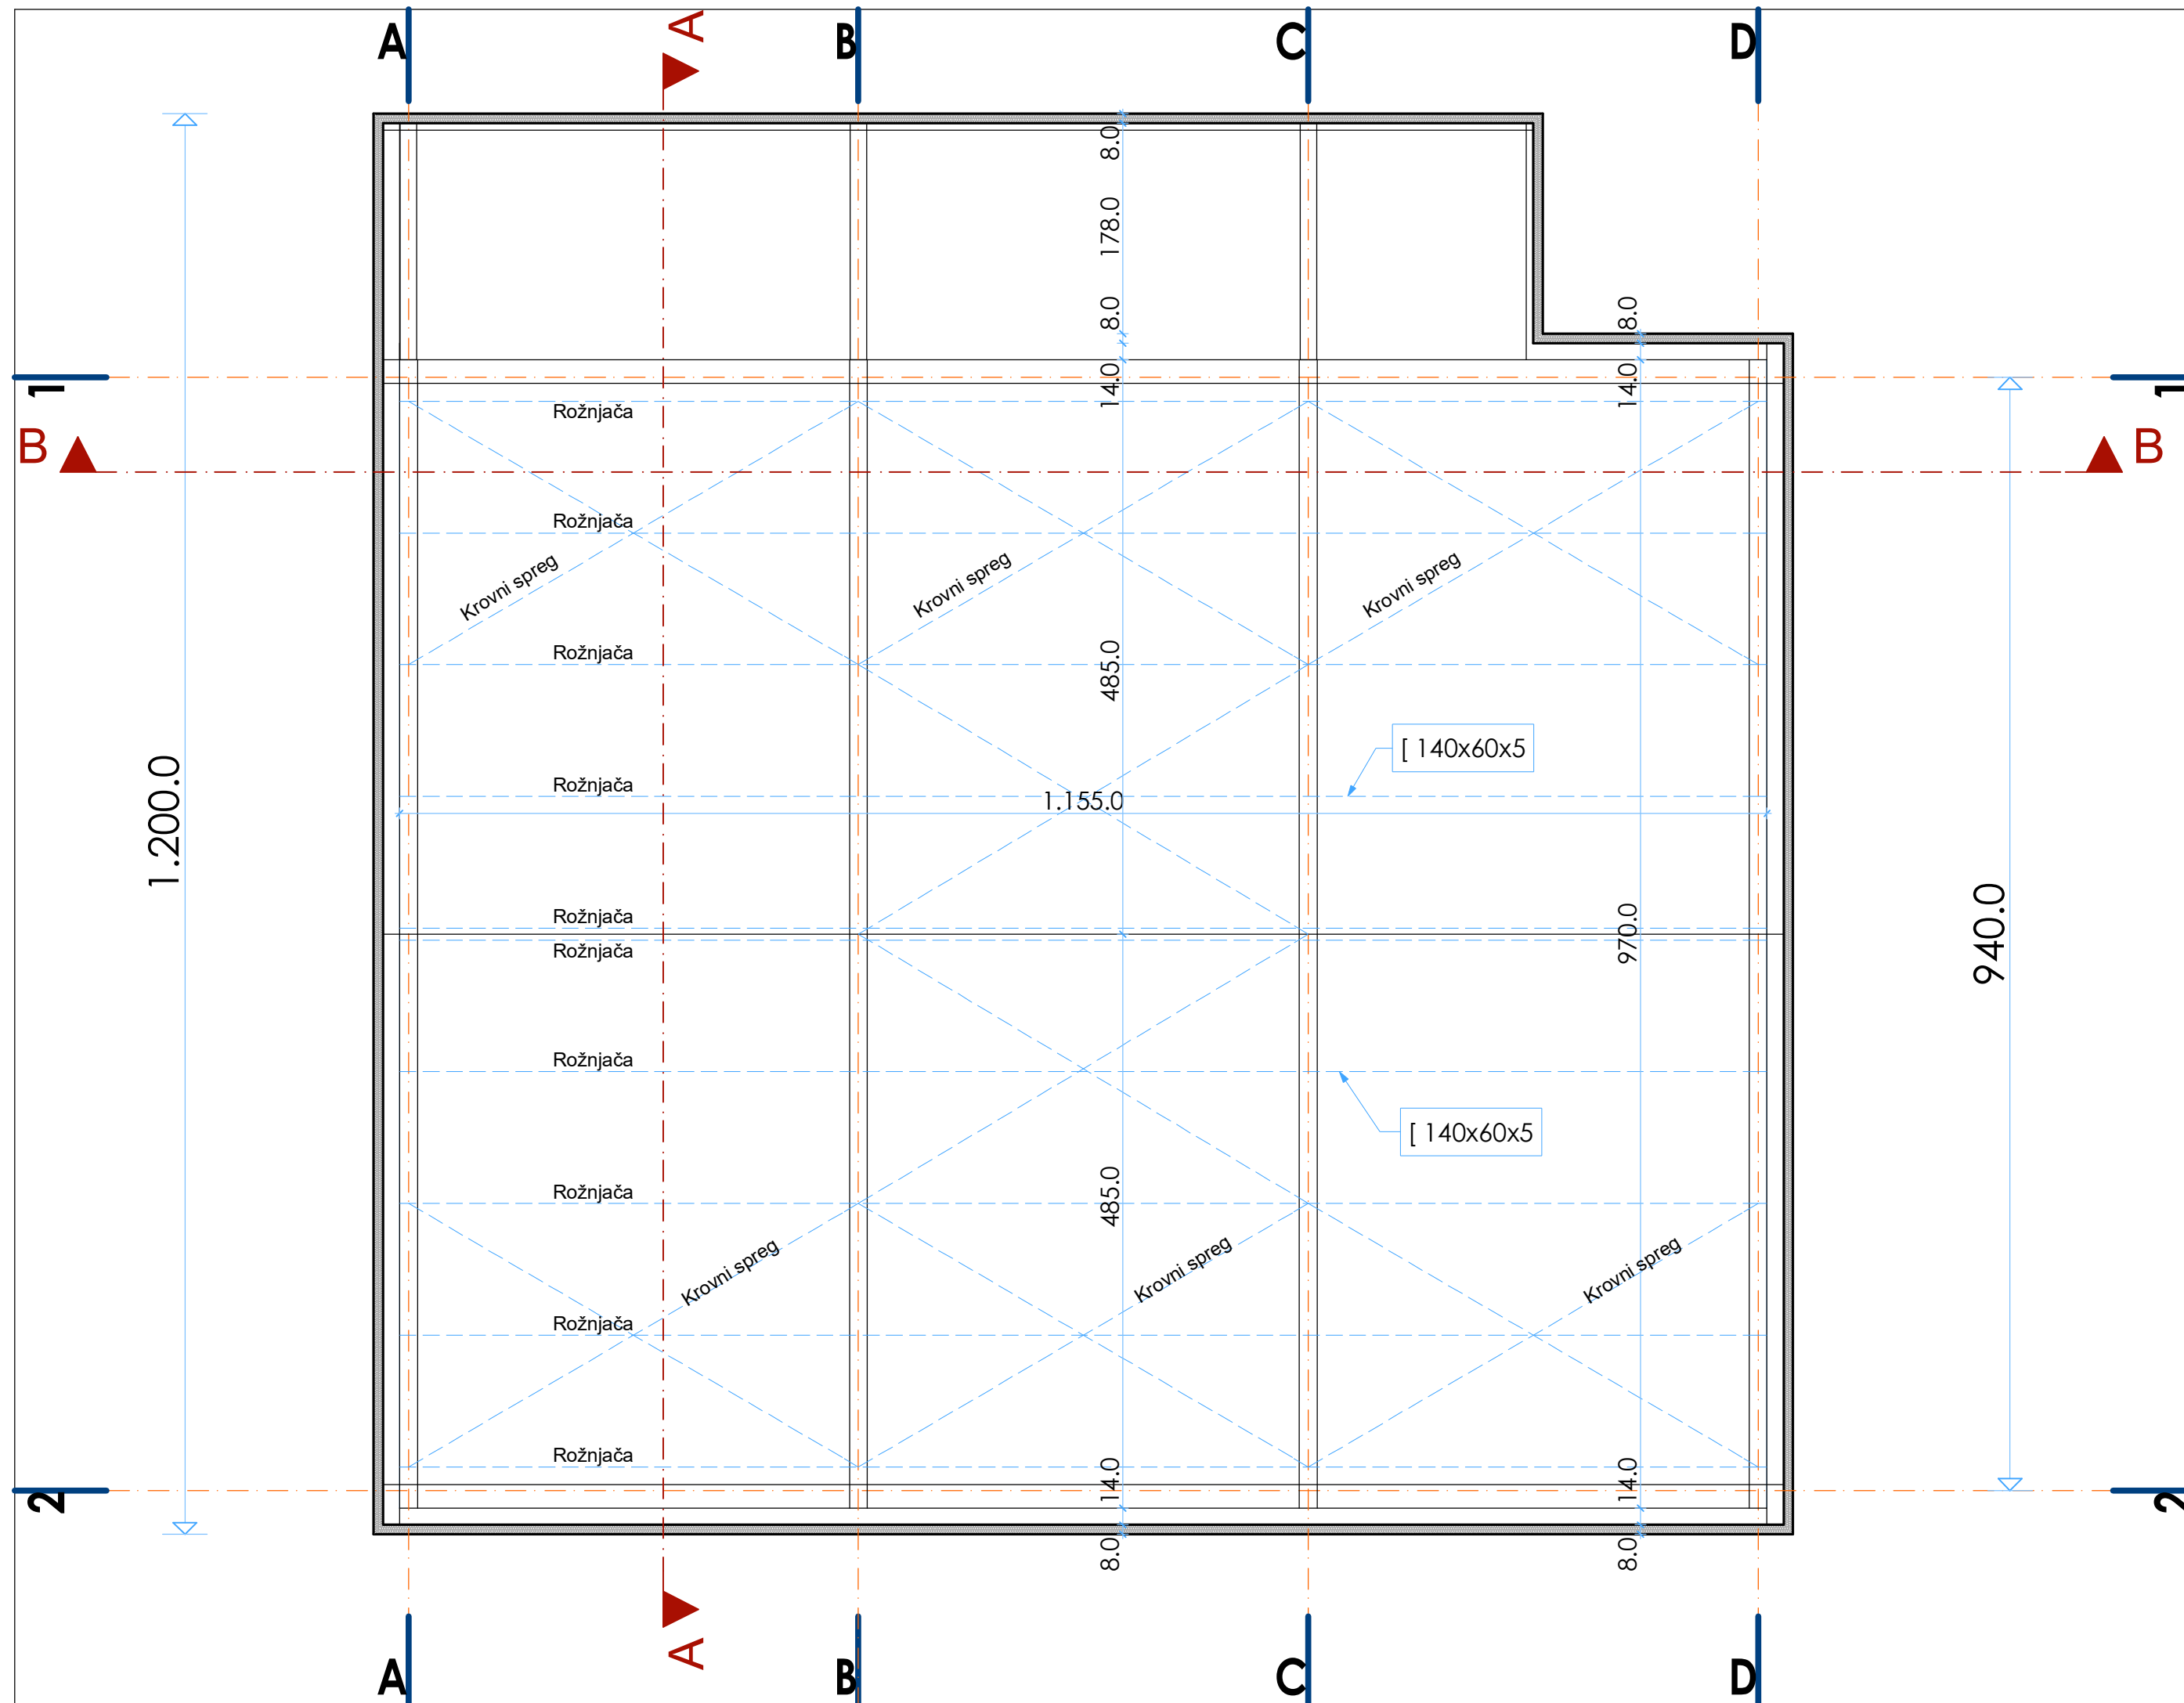 A
A
B
C
D
8.0
178.0
8.0
8.0
14.0
14.0
1
1
Rožnjača
B
B
Rožnjača
Krovni spreg
Krovni spreg
Krovni spreg
Rožnjača
485.0
[ 140x60x5
Rožnjača
1.155.0
1.200.0
Rožnjača
970.0
940.0
Rožnjača
Rožnjača
[ 140x60x5
Rožnjača
485.0
Krovni spreg
Krovni spreg
Krovni spreg
Rožnjača
Rožnjača
14.0
14.0
2
2
8.0
8.0
A
A
B
C
D